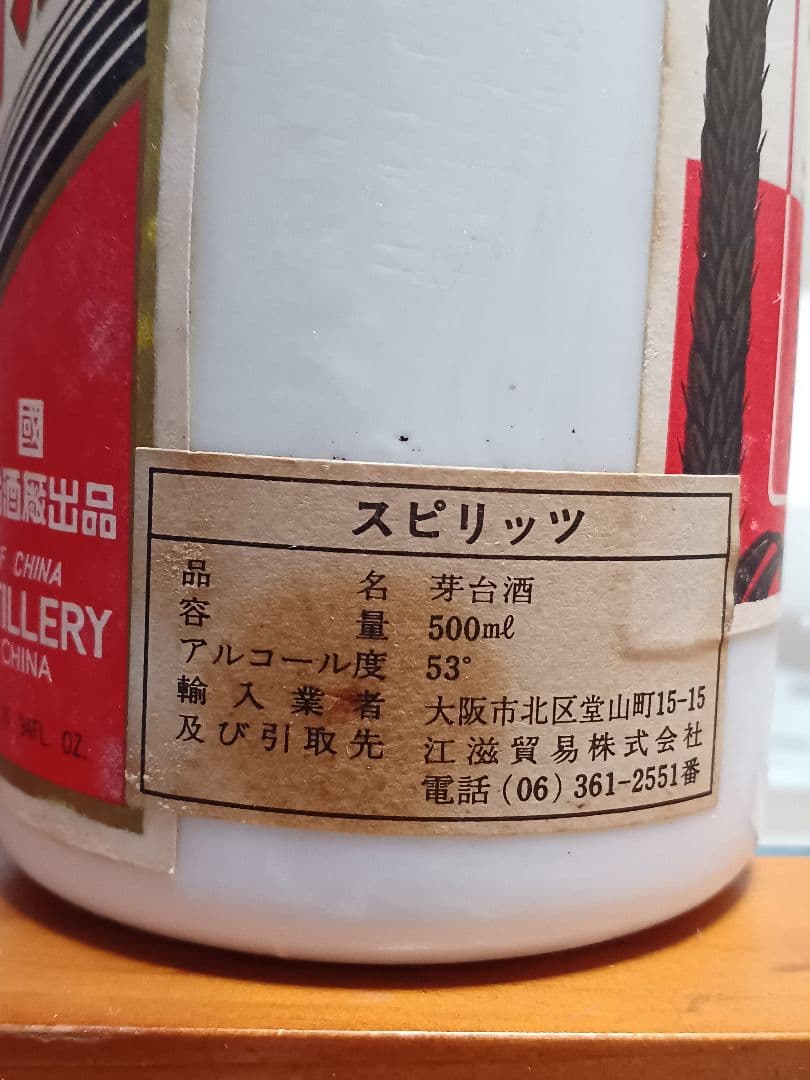 國
酒廠出品
CHINA
CHINA
FL. OZ.
スピリッツ
品名 芽台酒
容量 500mℓ
アルコール度 53°
輸入業者 大阪市北区堂山町15-15
及び引取先 江滋貿易株式会社
電話(06)361-2551番